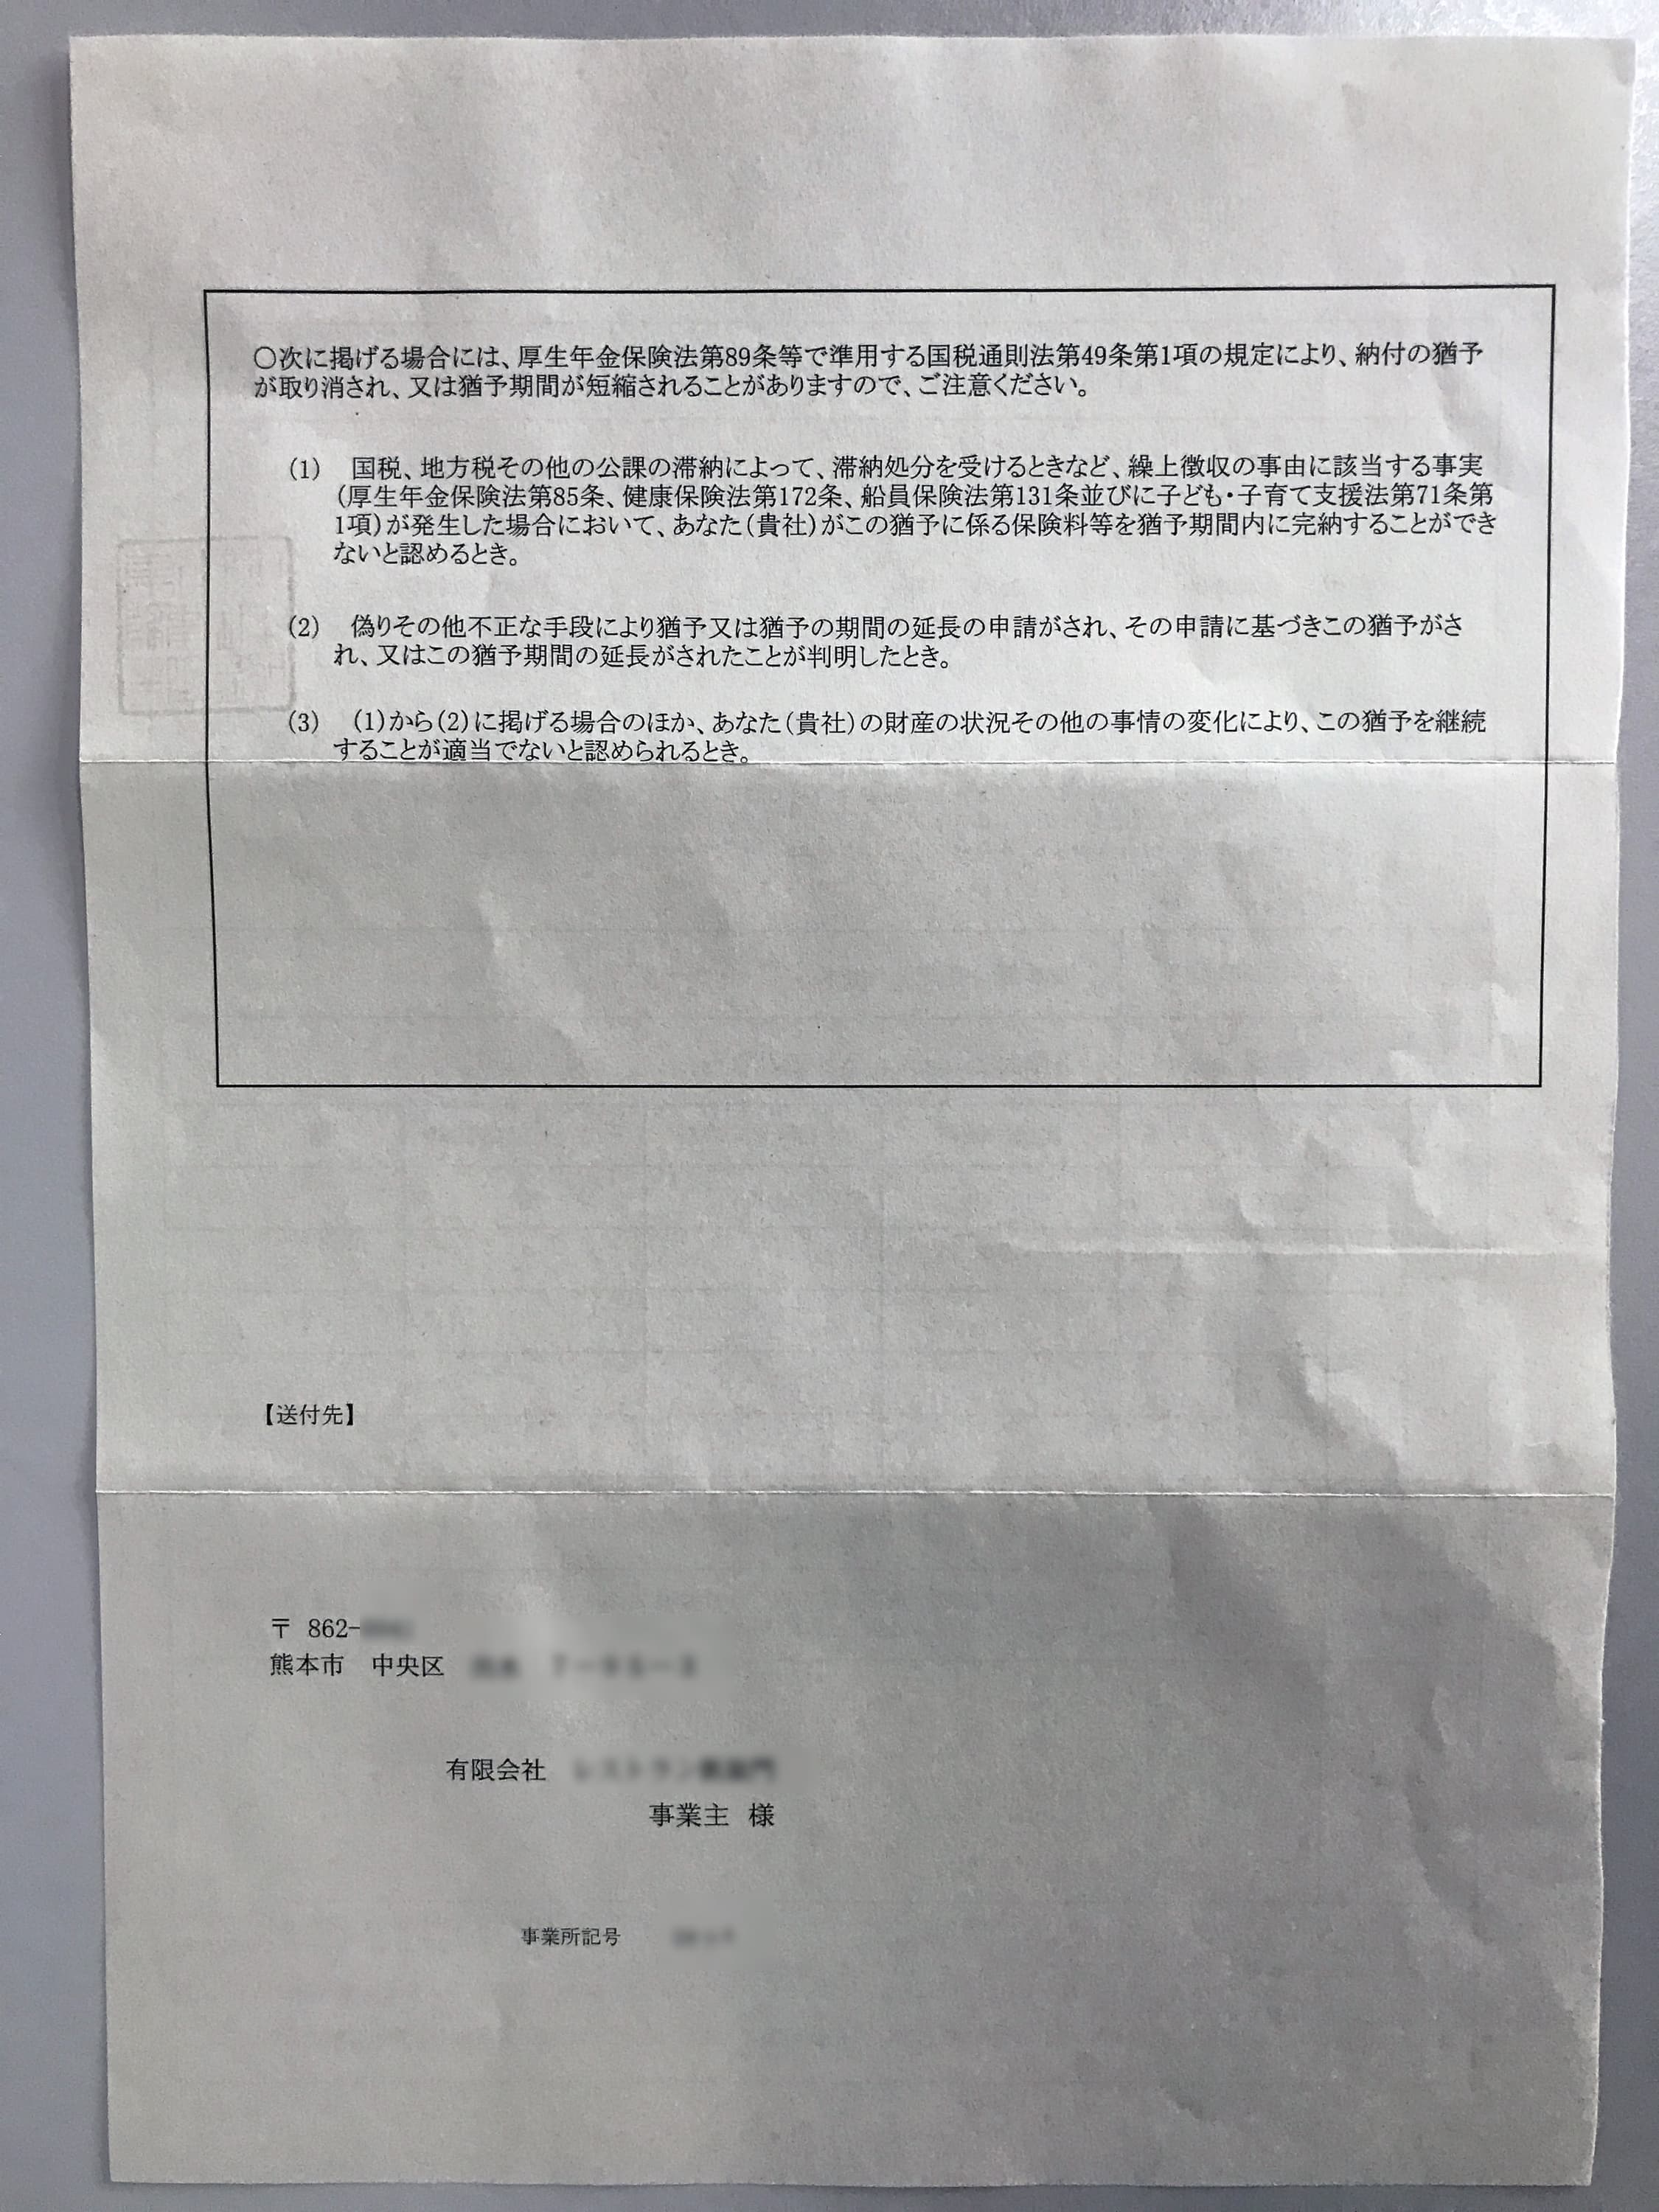 ○次に掲げる場合には、厚生年金保険法第89条等で準用する国税通則法第49条第1項の規定により、納付の猶予
が取り消され、又は猶予期間が短縮されることがありますので、ご注意ください。
(1) 国税、地方税その他の公課の滞納によって、滞納処分を受けるときなど、繰上徴収の事由に該当する事実
(厚生年金保険法第85条、健康保険法第172条、船員保険法第131条並びに子ども・子育て支援法第71条第
1項)が発生した場合において、あなた(貴社)がこの猶予に係る保険料等を猶予期間内に完納することができ
ないと認めるとき。
(2) 偽りその他不正な手段により猶予又は猶予の期間の延長の申請がされ、その申請に基づきこの猶予がさ
れ、又はこの猶予期間の延長がされたことが判明したとき。
(3) (1)から(2)に掲げる場合のほか、あなた(貴社)の財産の状況その他の事情の変化により、この猶予を継続
することが適当でないと認められるとき。
【送付先】
〒 862-
熊本市 中央区
有限会社
事業主 様
事業所記号